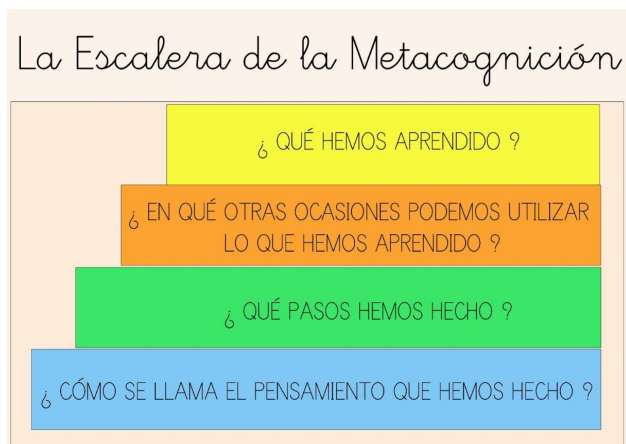 La Escalera de la Metacognición
¿ QUÉ HEMOS APRENDIDO ?
¿ EN QUÉ OTRAS OCASIONES PODEMOS UTILIZAR
LO QUE HEMOS APRENDIDO ?
¿ QUÉ PASOS HEMOS HECHO ?
¿ CÓMO SE LLAMA EL PENSAMIENTO QUE HEMOS HECHO ?